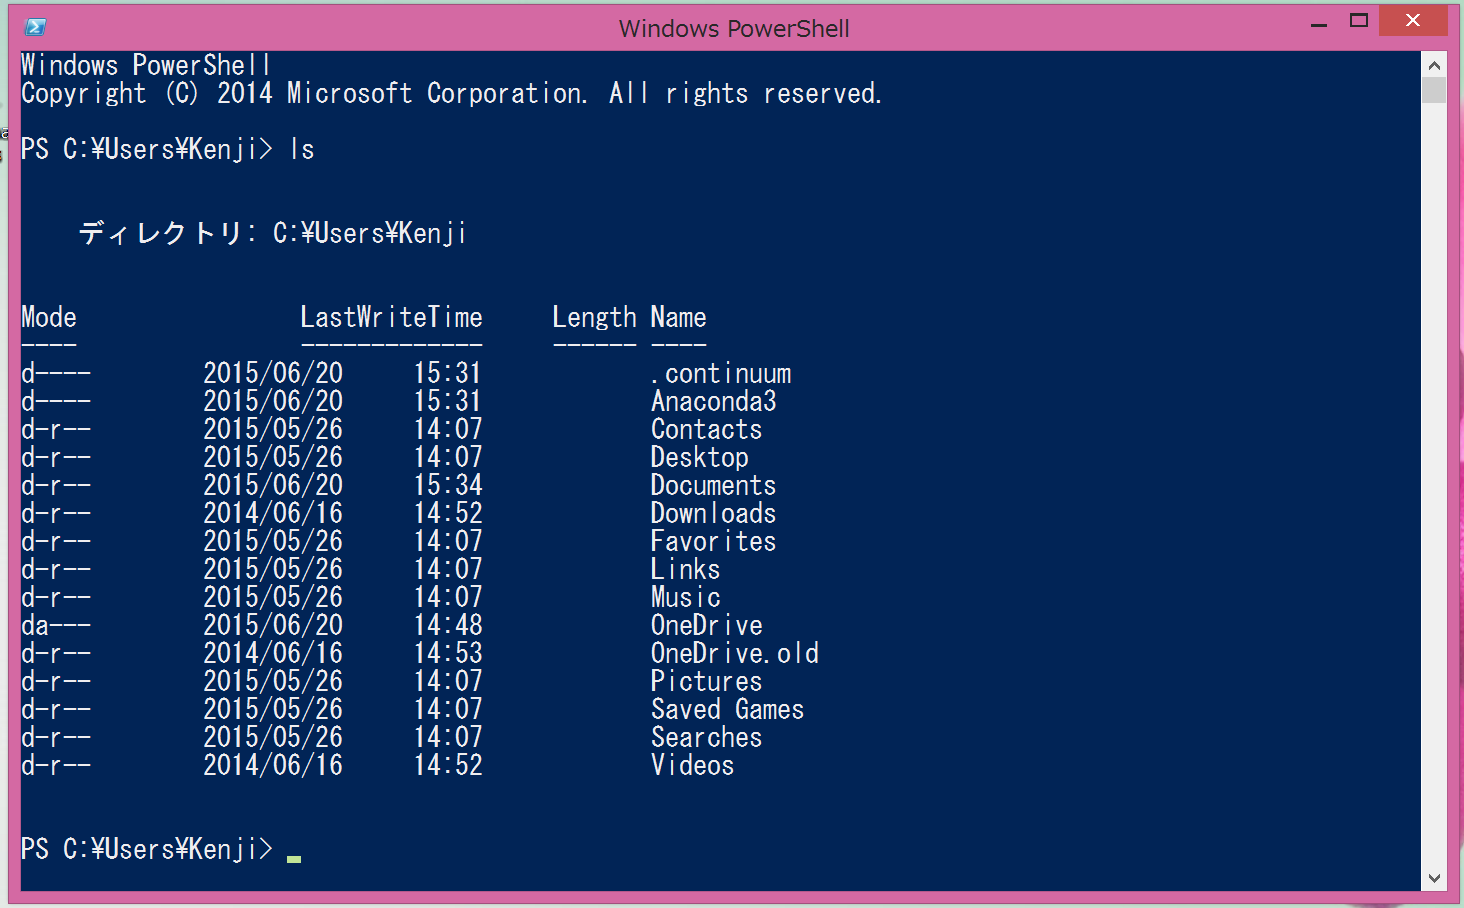 Windows PowerShell
Windows PowerShell
Copyright (C) 2014 Microsoft Corporation. All rights reserved.
PS C:¥Users¥Kenji> ls
ディレクトリ: C:¥Users¥Kenji
Mode                LastWriteTime     Length Name
----                -------------     ------ ----
d----        2015/06/20     15:31            .continuum
d----        2015/06/20     15:31            Anaconda3
d-r--        2015/05/26     14:07            Contacts
d-r--        2015/05/26     14:07            Desktop
d-r--        2015/06/20     15:34            Documents
d-r--        2014/06/16     14:52            Downloads
d-r--        2015/05/26     14:07            Favorites
d-r--        2015/05/26     14:07            Links
d-r--        2015/05/26     14:07            Music
da---        2015/06/20     14:48            OneDrive
d-r--        2014/06/16     14:53            OneDrive.old
d-r--        2015/05/26     14:07            Pictures
d-r--        2015/05/26     14:07            Saved Games
d-r--        2015/05/26     14:07            Searches
d-r--        2014/06/16     14:52            Videos
PS C:¥Users¥Kenji>